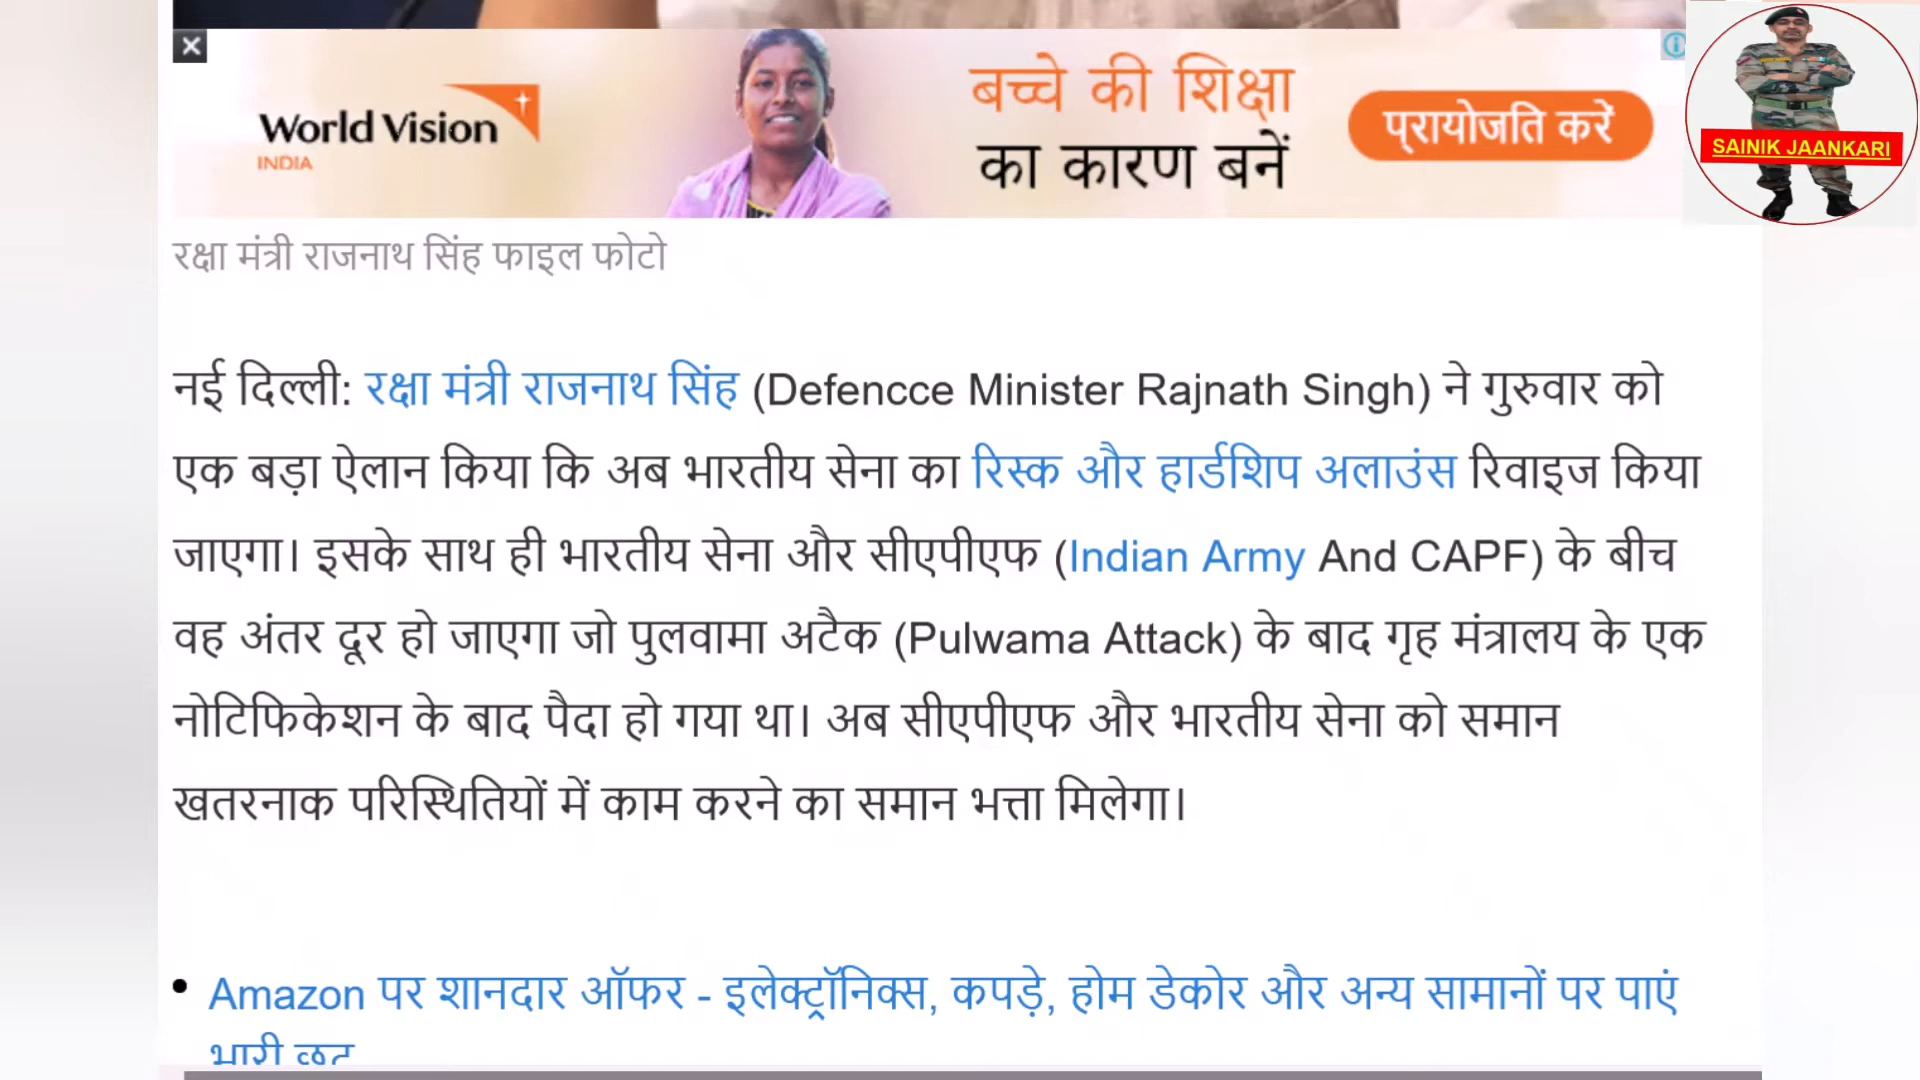 World Vision
INDIA
बच्चे की शिक्षा
का कारण बनें
प्रायोजति करें
SAINIK JAANKARI
रक्षा मंत्री राजनाथ सिंह फाइल फोटो
नई दिल्ली: रक्षा मंत्री राजनाथ सिंह (Defencce Minister Rajnath Singh) ने गुरुवार को
एक बड़ा ऐलान किया कि अब भारतीय सेना का रिस्क और हार्डशिप अलाउंस रिवाइज किया
जाएगा। इसके साथ ही भारतीय सेना और सीएपीएफ (Indian Army And CAPF) के बीच
वह अंतर दूर हो जाएगा जो पुलवामा अटैक (Pulwama Attack) के बाद गृह मंत्रालय के एक
नोटिफिकेशन के बाद पैदा हो गया था। अब सीएपीएफ और भारतीय सेना को समान
खतरनाक परिस्थितियों में काम करने का समान भत्ता मिलेगा।
• Amazon पर शानदार ऑफर - इलेक्ट्रॉनिक्स, कपड़े, होम डेकोर और अन्य सामानों पर पाएं
भारी छूट